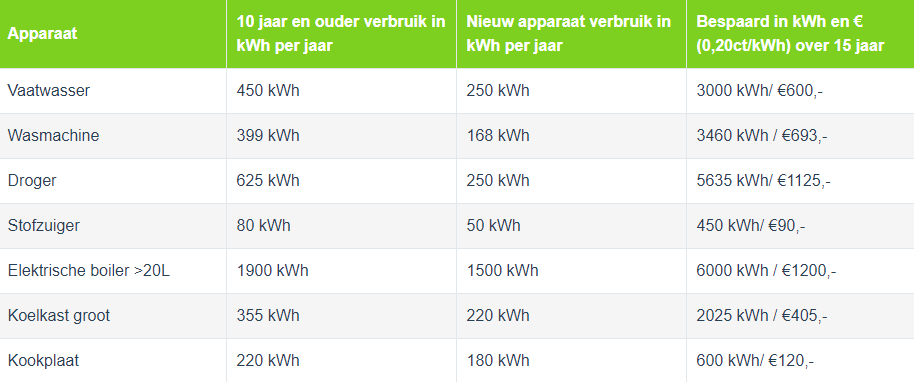 Apparaat
10 jaar en ouder verbruik in
kWh per jaar
Nieuw apparaat verbruik in
kWh per jaar
Bespaard in kWh en €
(0,20ct/kWh) over 15 jaar
Vaatwasser 450 kWh 250 kWh 3000 kWh/ €600,-
Wasmachine 399 kWh 168 kWh 3460 kWh / €693,-
Droger 625 kWh 250 kWh 5635 kWh/ €1125,-
Stofzuiger 80 kWh 50 kWh 450 kWh/ €90,-
Elektrische boiler >20L 1900 kWh 1500 kWh 6000 kWh / €1200,-
Koelkast groot 355 kWh 220 kWh 2025 kWh / €405,-
Kookplaat 220 kWh 180 kWh 600 kWh/ €120,-